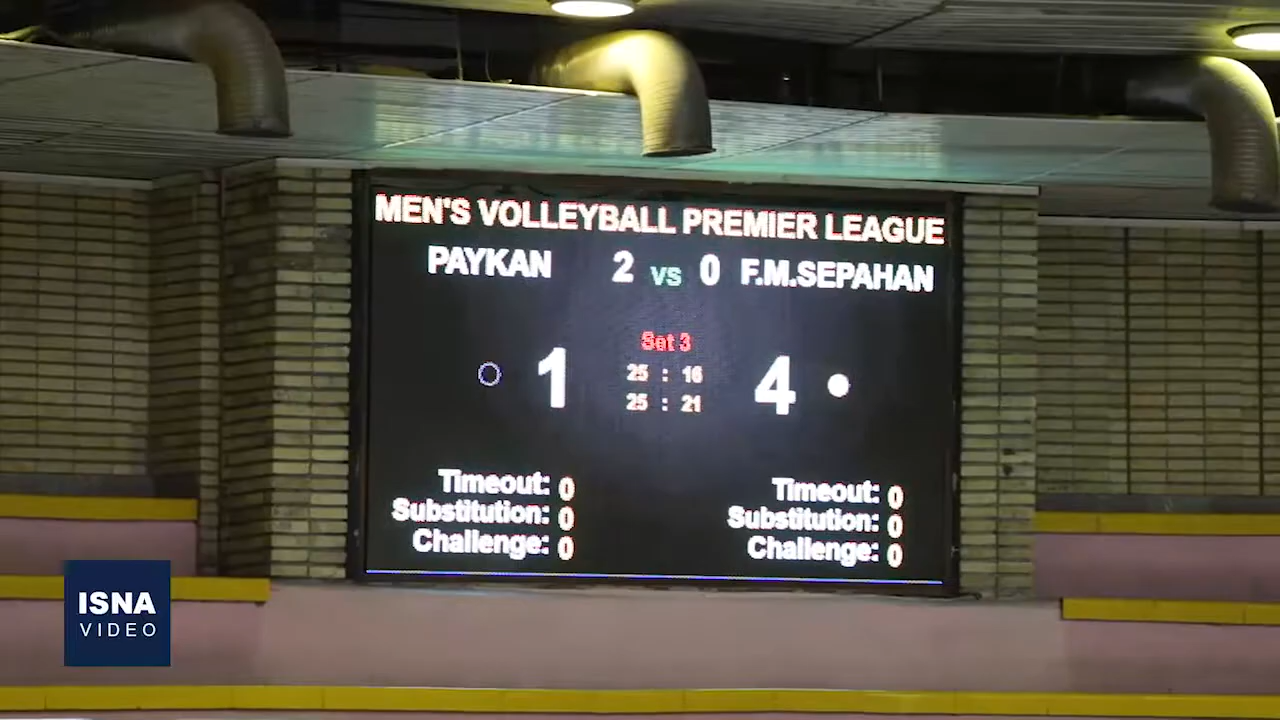 MEN'S VOLLEYBALL PREMIER LEAGUE
PAYKAN 2 VS 0 F.M.SEPAHAN
Set 3
1 25 : 16 4
25 : 21
Timeout: 0 Timeout: 0
Substitution: 0 Substitution: 0
Challenge: 0 Challenge: 0
ISNA
VIDEO